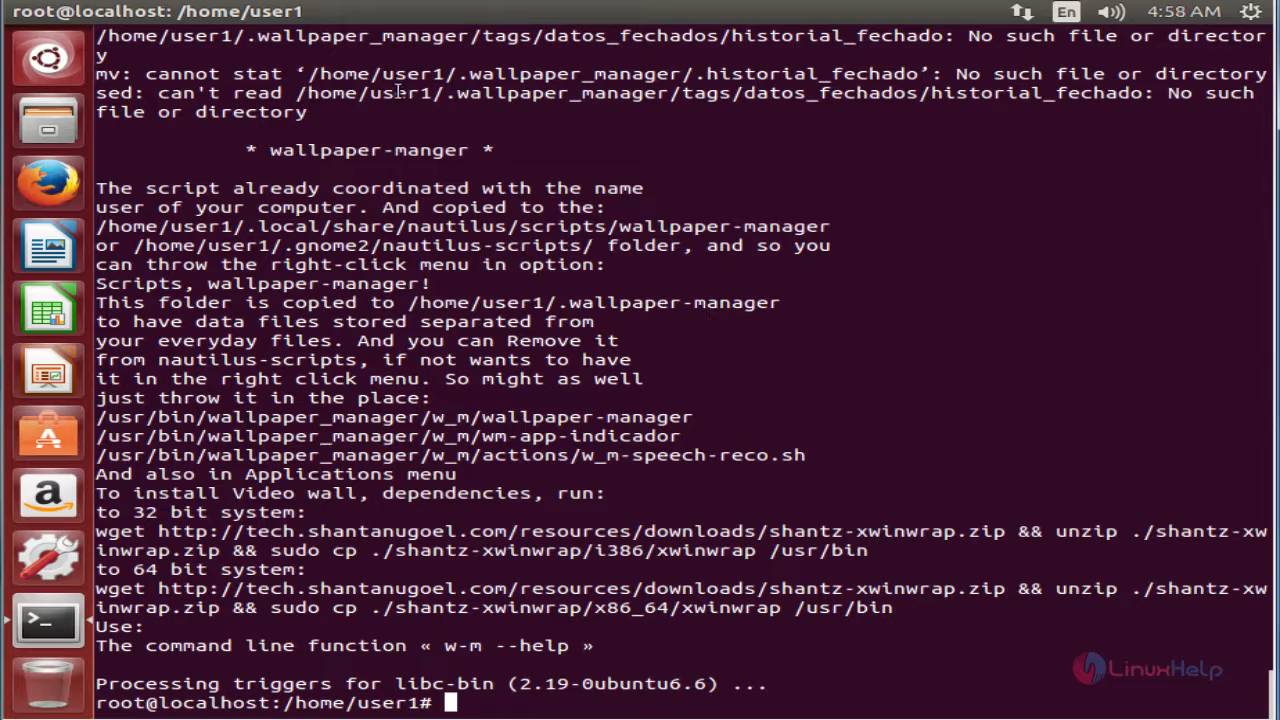 root@localhost: /home/user1
En
4:58 AM
/home/user1/.wallpaper_manager/tags/datos_fechados/historial_fechado: No such file or director
y
mv: cannot stat ‘/home/user1/.wallpaper_manager/.historial_fechado’: No such file or directory
sed: can't read /home/user1/.wallpaper_manager/tags/datos_fechados/historial_fechado: No such
file or directory
* wallpaper-manger *
The script already coordinated with the name
user of your computer. And copied to the:
/home/user1/.local/share/nautilus/scripts/wallpaper-manager
or /home/user1/.gnome2/nautilus-scripts/ folder, and so you
can throw the right-click menu in option:
Scripts, wallpaper-manager!
This folder is copied to /home/user1/.wallpaper-manager
to have data files stored separated from
your everyday files. And you can Remove it
from nautilus-scripts, if not wants to have
it in the right click menu. So might as well
just throw it in the place:
/usr/bin/wallpaper_manager/w_m/wallpaper-manager
/usr/bin/wallpaper_manager/w_m/wm-app-indicador
/usr/bin/wallpaper_manager/w_m/actions/w_m-speech-reco.sh
And also in Applications menu
To install Video wall, dependencies, run:
to 32 bit system:
wget http://tech.shantanugoel.com/resources/downloads/shantz-xwinwrap.zip && unzip ./shantz-xw
inwrap.zip && sudo cp ./shantz-xwinwrap/i386/xwinwrap /usr/bin
to 64 bit system:
wget http://tech.shantanugoel.com/resources/downloads/shantz-xwinwrap.zip && unzip ./shantz-xw
inwrap.zip && sudo cp ./shantz-xwinwrap/x86_64/xwinwrap /usr/bin
Use:
The command line function « w-m --help »
LinuxHelp
Processing triggers for libc-bin (2.19-0ubuntu6.6) ...
root@localhost:/home/user1#